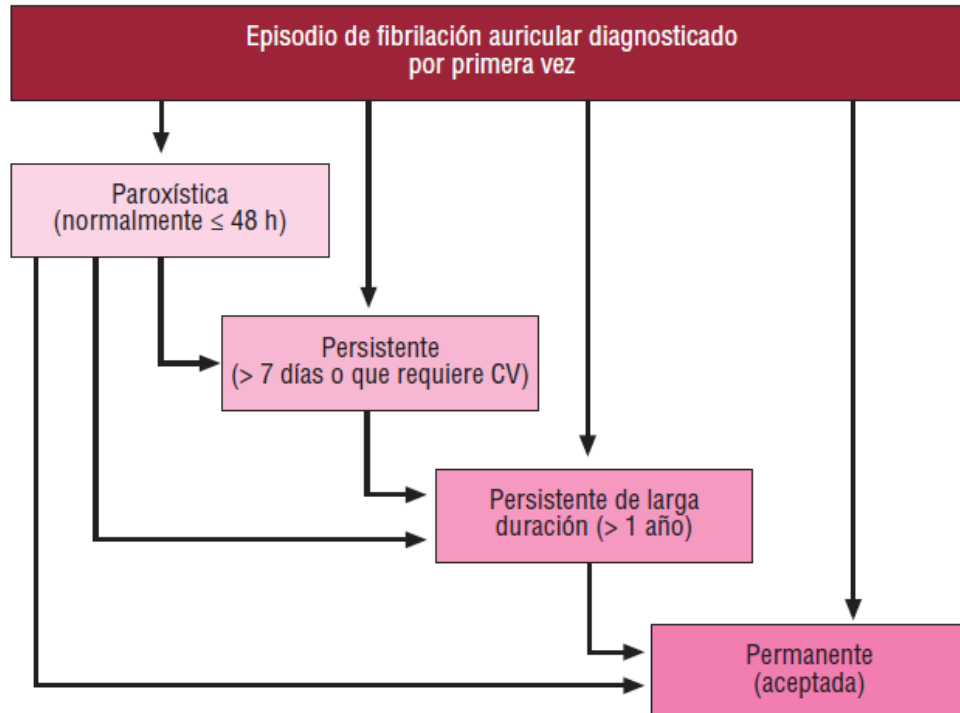 Episodio de fibrilación auricular diagnosticado
por primera vez
Paroxística
(normalmente ≤ 48 h)
Persistente
(> 7 días o que requiere CV)
Persistente de larga
duración (> 1 año)
Permanente
(aceptada)